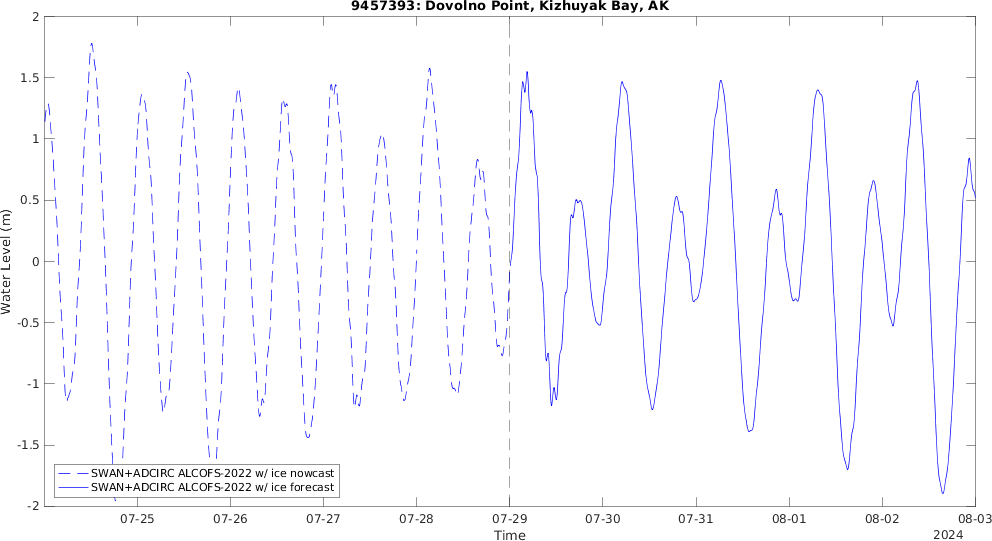 9457393: Dovolno Point, Kizhuyak Bay, AK
2
1.5
1
0.5
0
-0.5
-1
-1.5
-2
Water Level (m)
SWAN+ADCIRC ALCOFS-2022 w/ ice nowcast
SWAN+ADCIRC ALCOFS-2022 w/ ice forecast
07-25 07-26 07-27 07-28 07-29 07-30 07-31 08-01 08-02 08-03
Time
2024